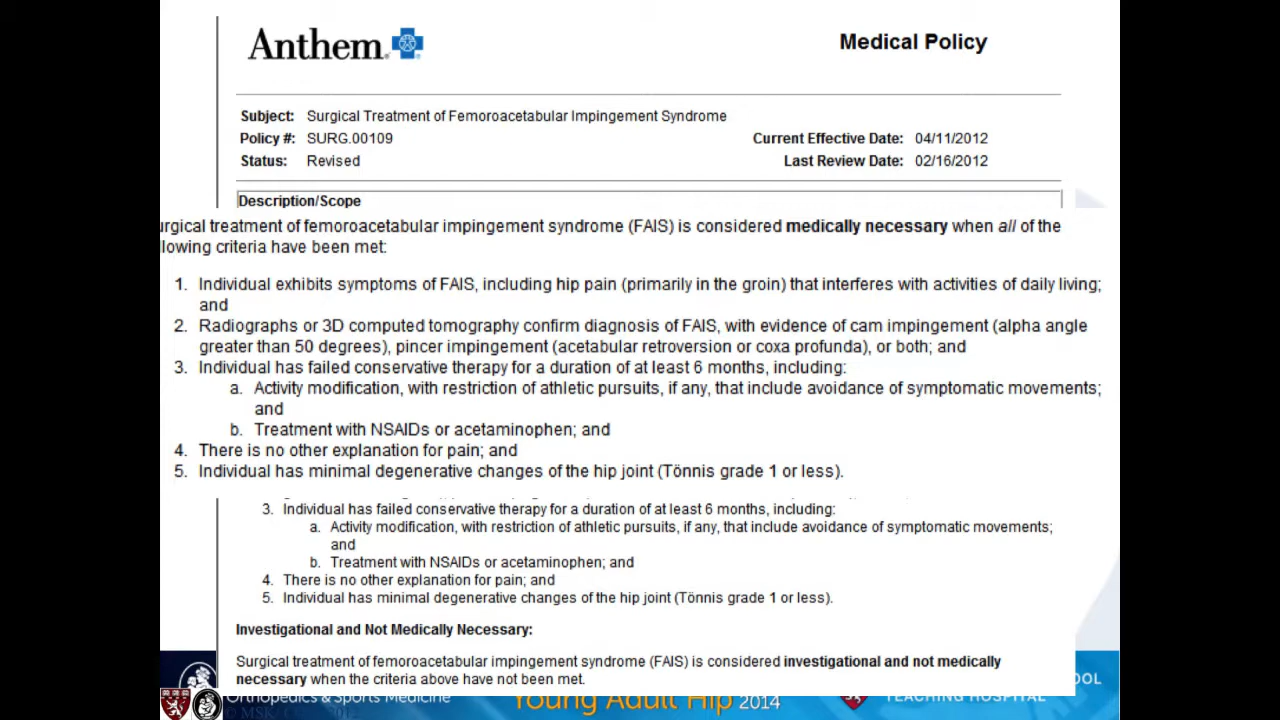 Anthem
Medical Policy
Subject: Surgical Treatment of Femoroacetabular Impingement Syndrome
Policy #: SURG.00109
Current Effective Date: 04/11/2012
Status: Revised
Last Review Date: 02/16/2012
Description/Scope
urgical treatment of femoroacetabular impingement syndrome (FAIS) is considered medically necessary when all of the
llowing criteria have been met:
1. Individual exhibits symptoms of FAIS, including hip pain (primarily in the groin) that interferes with activities of daily living;
and
2. Radiographs or 3D computed tomography confirm diagnosis of FAIS, with evidence of cam impingement (alpha angle
greater than 50 degrees), pincer impingement (acetabular retroversion or coxa profunda), or both; and
3. Individual has failed conservative therapy for a duration of at least 6 months, including:
a. Activity modification, with restriction of athletic pursuits, if any, that include avoidance of symptomatic movements;
and
b. Treatment with NSAIDs or acetaminophen; and
4. There is no other explanation for pain; and
5. Individual has minimal degenerative changes of the hip joint (Tönnis grade 1 or less).
3. Individual has failed conservative therapy for a duration of at least 6 months, including:
a. Activity modification, with restriction of athletic pursuits, if any, that include avoidance of symptomatic movements;
and
b. Treatment with NSAIDs or acetaminophen; and
4. There is no other explanation for pain; and
5. Individual has minimal degenerative changes of the hip joint (Tönnis grade 1 or less).
Investigational and Not Medically Necessary:
Surgical treatment of femoroacetabular impingement syndrome (FAIS) is considered investigational and not medically
necessary when the criteria above have not been met.
OOL
Orthopedics & Sports Medicine
Young Adult Hip 2014
TEACHING HOSPITAL